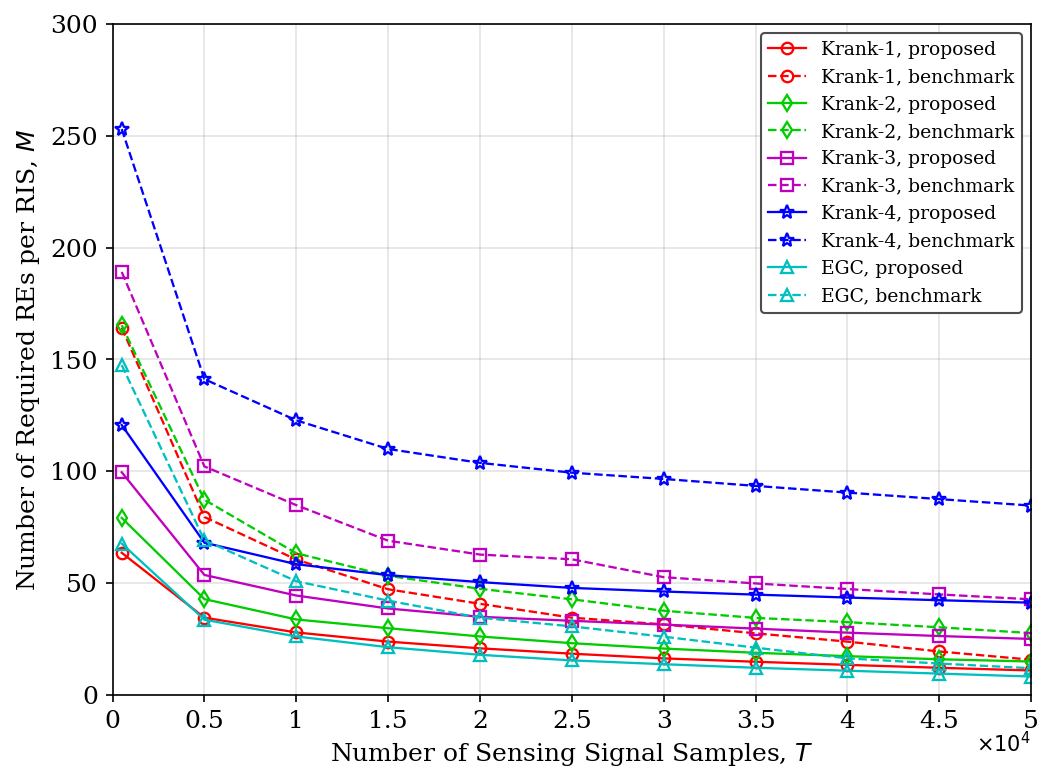 300
250
200
150
100
50
0
Number of Required REs per RIS, M
Krank-1, proposed
Krank-1, benchmark
Krank-2, proposed
Krank-2, benchmark
Krank-3, proposed
Krank-3, benchmark
Krank-4, proposed
Krank-4, benchmark
EGC, proposed
EGC, benchmark
0 0.5 1 1.5 2 2.5 3 3.5 4 4.5 5
×10⁴
Number of Sensing Signal Samples, T